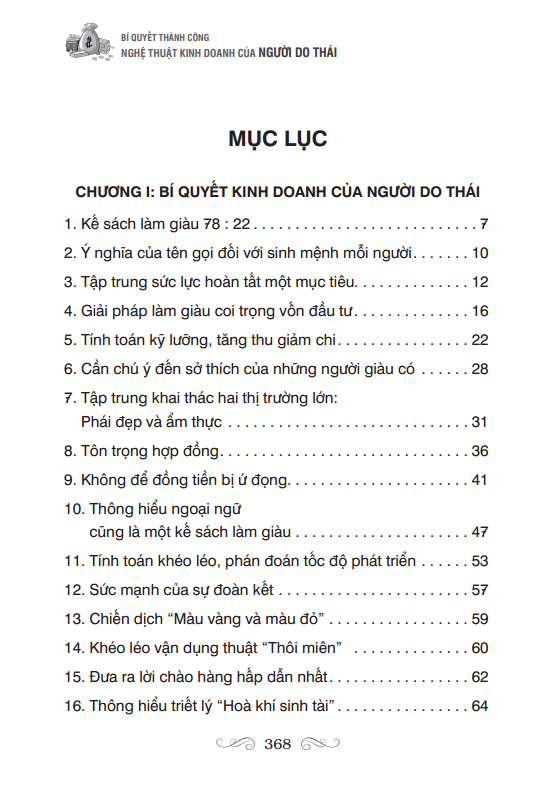 BÍ QUYẾT THÀNH CÔNG
NGHỆ THUẬT KINH DOANH CỦA NGƯỜI DO THÁI
MỤC LỤC
CHƯƠNG I: BÍ QUYẾT KINH DOANH CỦA NGƯỜI DO THÁI
1. Kế sách làm giàu 78 : 22 . . . . . . . . . . . . . . . . . . . . . . . . . . 7
2. Ý nghĩa của tên gọi đối với sinh mệnh mỗi người. . . . . . . 10
3. Tập trung sức lực hoàn tất một mục tiêu. . . . . . . . . . . . . 12
4. Giải pháp làm giàu coi trọng vốn đầu tư . . . . . . . . . . . . . 16
5. Tính toán kỹ lưỡng, tăng thu giảm chi . . . . . . . . . . . . . . . 22
6. Cần chú ý đến sở thích của những người giàu có . . . . . . 28
7. Tập trung khai thác hai thị trường lớn:
Phái đẹp và ẩm thực . . . . . . . . . . . . . . . . . . . . . . . . . . . 31
8. Tôn trọng hợp đồng. . . . . . . . . . . . . . . . . . . . . . . . . . . . 36
9. Không để đồng tiền bị ứ đọng. . . . . . . . . . . . . . . . . . . . . 41
10. Thông hiểu ngoại ngữ
cũng là một kế sách làm giàu . . . . . . . . . . . . . . . . . . . . 47
11. Tính toán khéo léo, phán đoán tốc độ phát triển . . . . . . 53
12. Sức mạnh của sự đoàn kết . . . . . . . . . . . . . . . . . . . . . . 57
13. Chiến dịch “Màu vàng và màu đỏ” . . . . . . . . . . . . . . . . . 59
14. Khéo léo vận dụng thuật “Thôi miên” . . . . . . . . . . . . . . 60
15. Đưa ra lời chào hàng hấp dẫn nhất. . . . . . . . . . . . . . . . . 62
16. Thông hiểu triết lý “Hoà khí sinh tài” . . . . . . . . . . . . . . . . 64
368